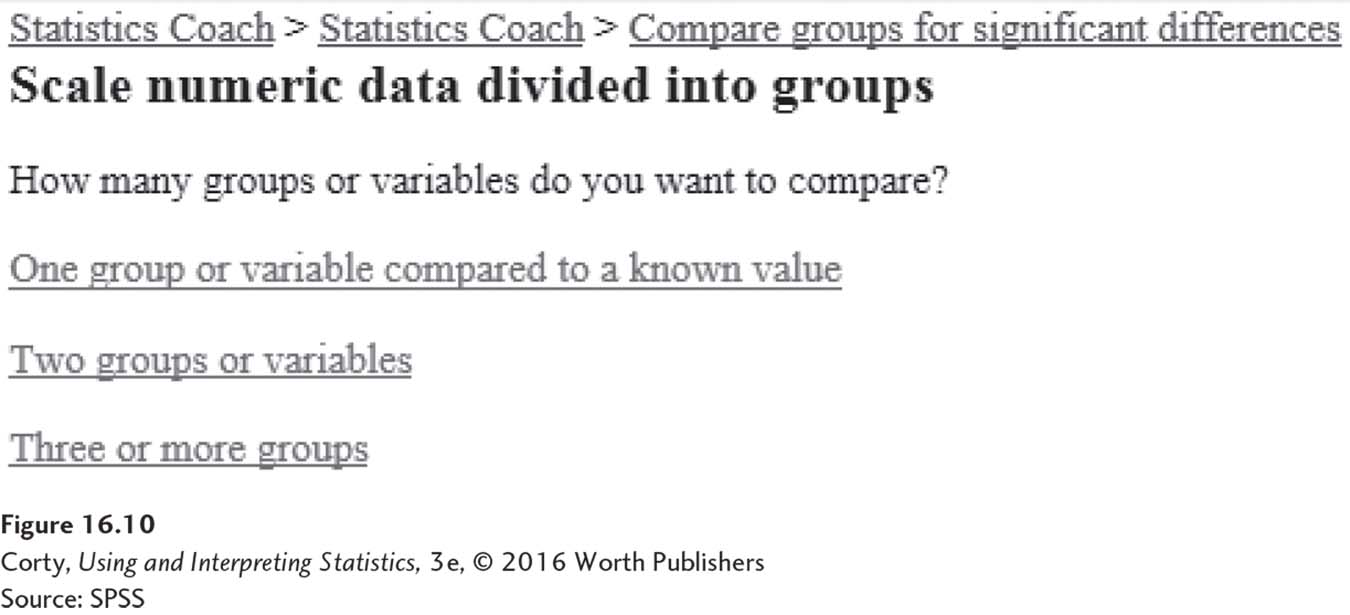 Statistics Coach > Statistics Coach > Compare groups for significant differences
Scale numeric data divided into groups
How many groups or variables do you want to compare?
One group or variable compared to a known value
Two groups or variables
Three or more groups
Figure 16.10
Corty, Using and Interpreting Statistics, 3e, © 2016 Worth Publishers
Source: SPSS